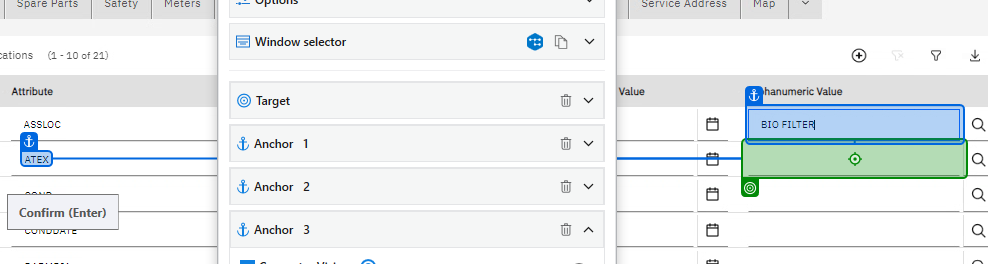 Spare Parts Safety Meters Options Service Address Map
Window selector
cations (1 - 10 of 21)
Attribute Target Value Alphanumeric Value
ASSLOC Anchor 1 BIO FILTER
ATEX
Anchor 2
COND
Confirm (Enter)
CONDDATE Anchor 3